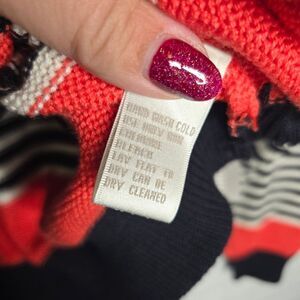 HAND WASH COLD
USE ONLY NON
CHLORINE
BLEACH
LAY FLAT TO
DRY CAN BE
DRY CLEANED